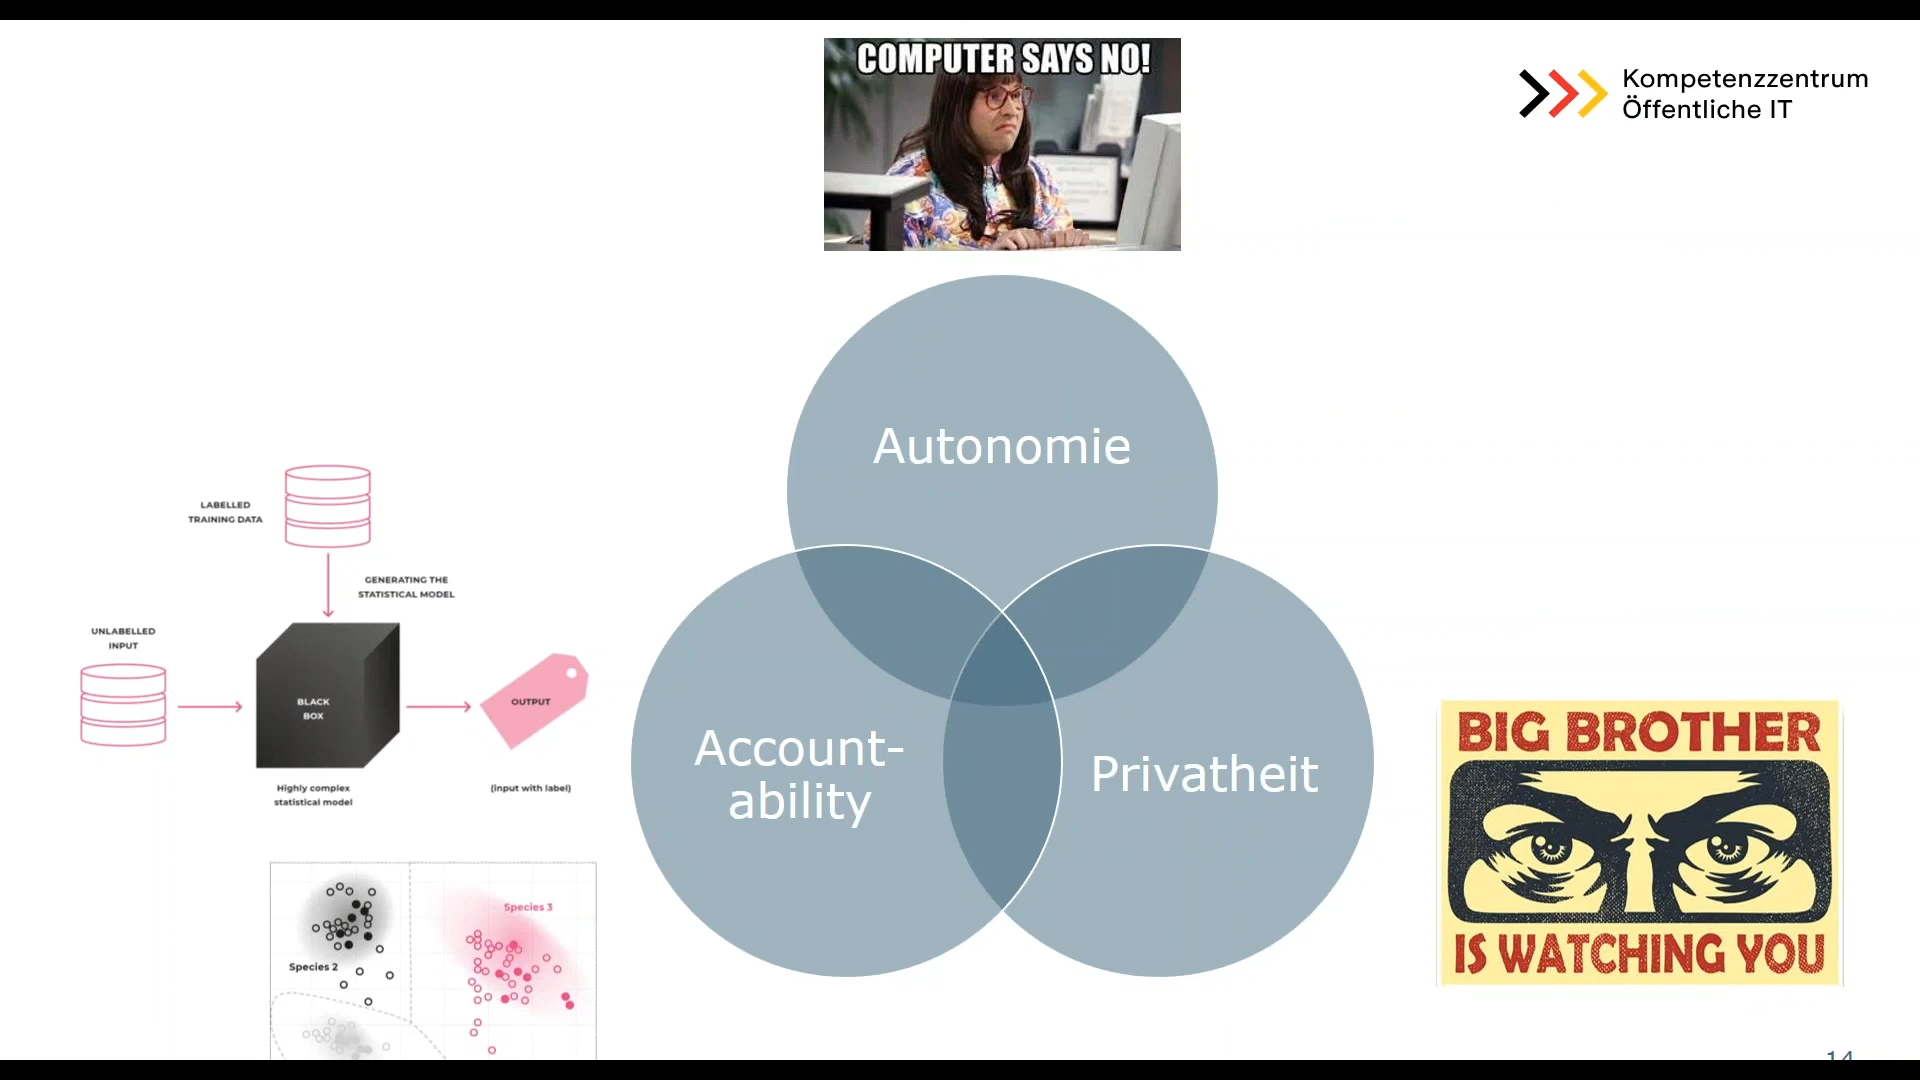 COMPUTER SAYS NO!
Kompetenzzentrum
Öffentliche IT
Autonomie
Account-
ability
Privatheit
LABELLED
TRAINING DATA
GENERATING THE
STATISTICAL MODEL
UNLABELLED
INPUT
BLACK
BOX
OUTPUT
Highly complex
statistical model
(input with label)
Species 3
Species 2
BIG BROTHER
IS WATCHING YOU
14